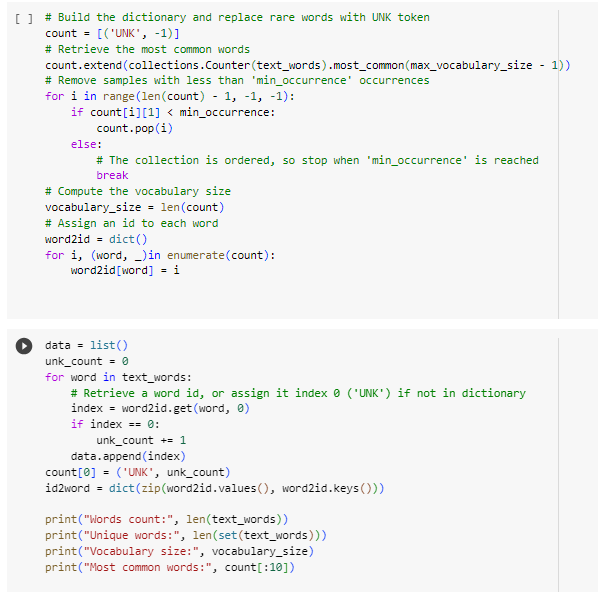 [ ] # Build the dictionary and replace rare words with UNK token
count = [('UNK', -1)]
# Retrieve the most common words
count.extend(collections.Counter(text_words).most_common(max_vocabulary_size - 1))
# Remove samples with less than 'min_occurrence' occurrences
for i in range(len(count) - 1, -1, -1):
    if count[i][1] < min_occurrence:
        count.pop(i)
    else:
        # The collection is ordered, so stop when 'min_occurrence' is reached
        break
# Compute the vocabulary size
vocabulary_size = len(count)
# Assign an id to each word
word2id = dict()
for i, (word, _)in enumerate(count):
    word2id[word] = i
data = list()
unk_count = 0
for word in text_words:
    # Retrieve a word id, or assign it index 0 ('UNK') if not in dictionary
    index = word2id.get(word, 0)
    if index == 0:
        unk_count += 1
    data.append(index)
count[0] = ('UNK', unk_count)
id2word = dict(zip(word2id.values(), word2id.keys()))
print("Words count:", len(text_words))
print("Unique words:", len(set(text_words)))
print("Vocabulary size:", vocabulary_size)
print("Most common words:", count[:10])